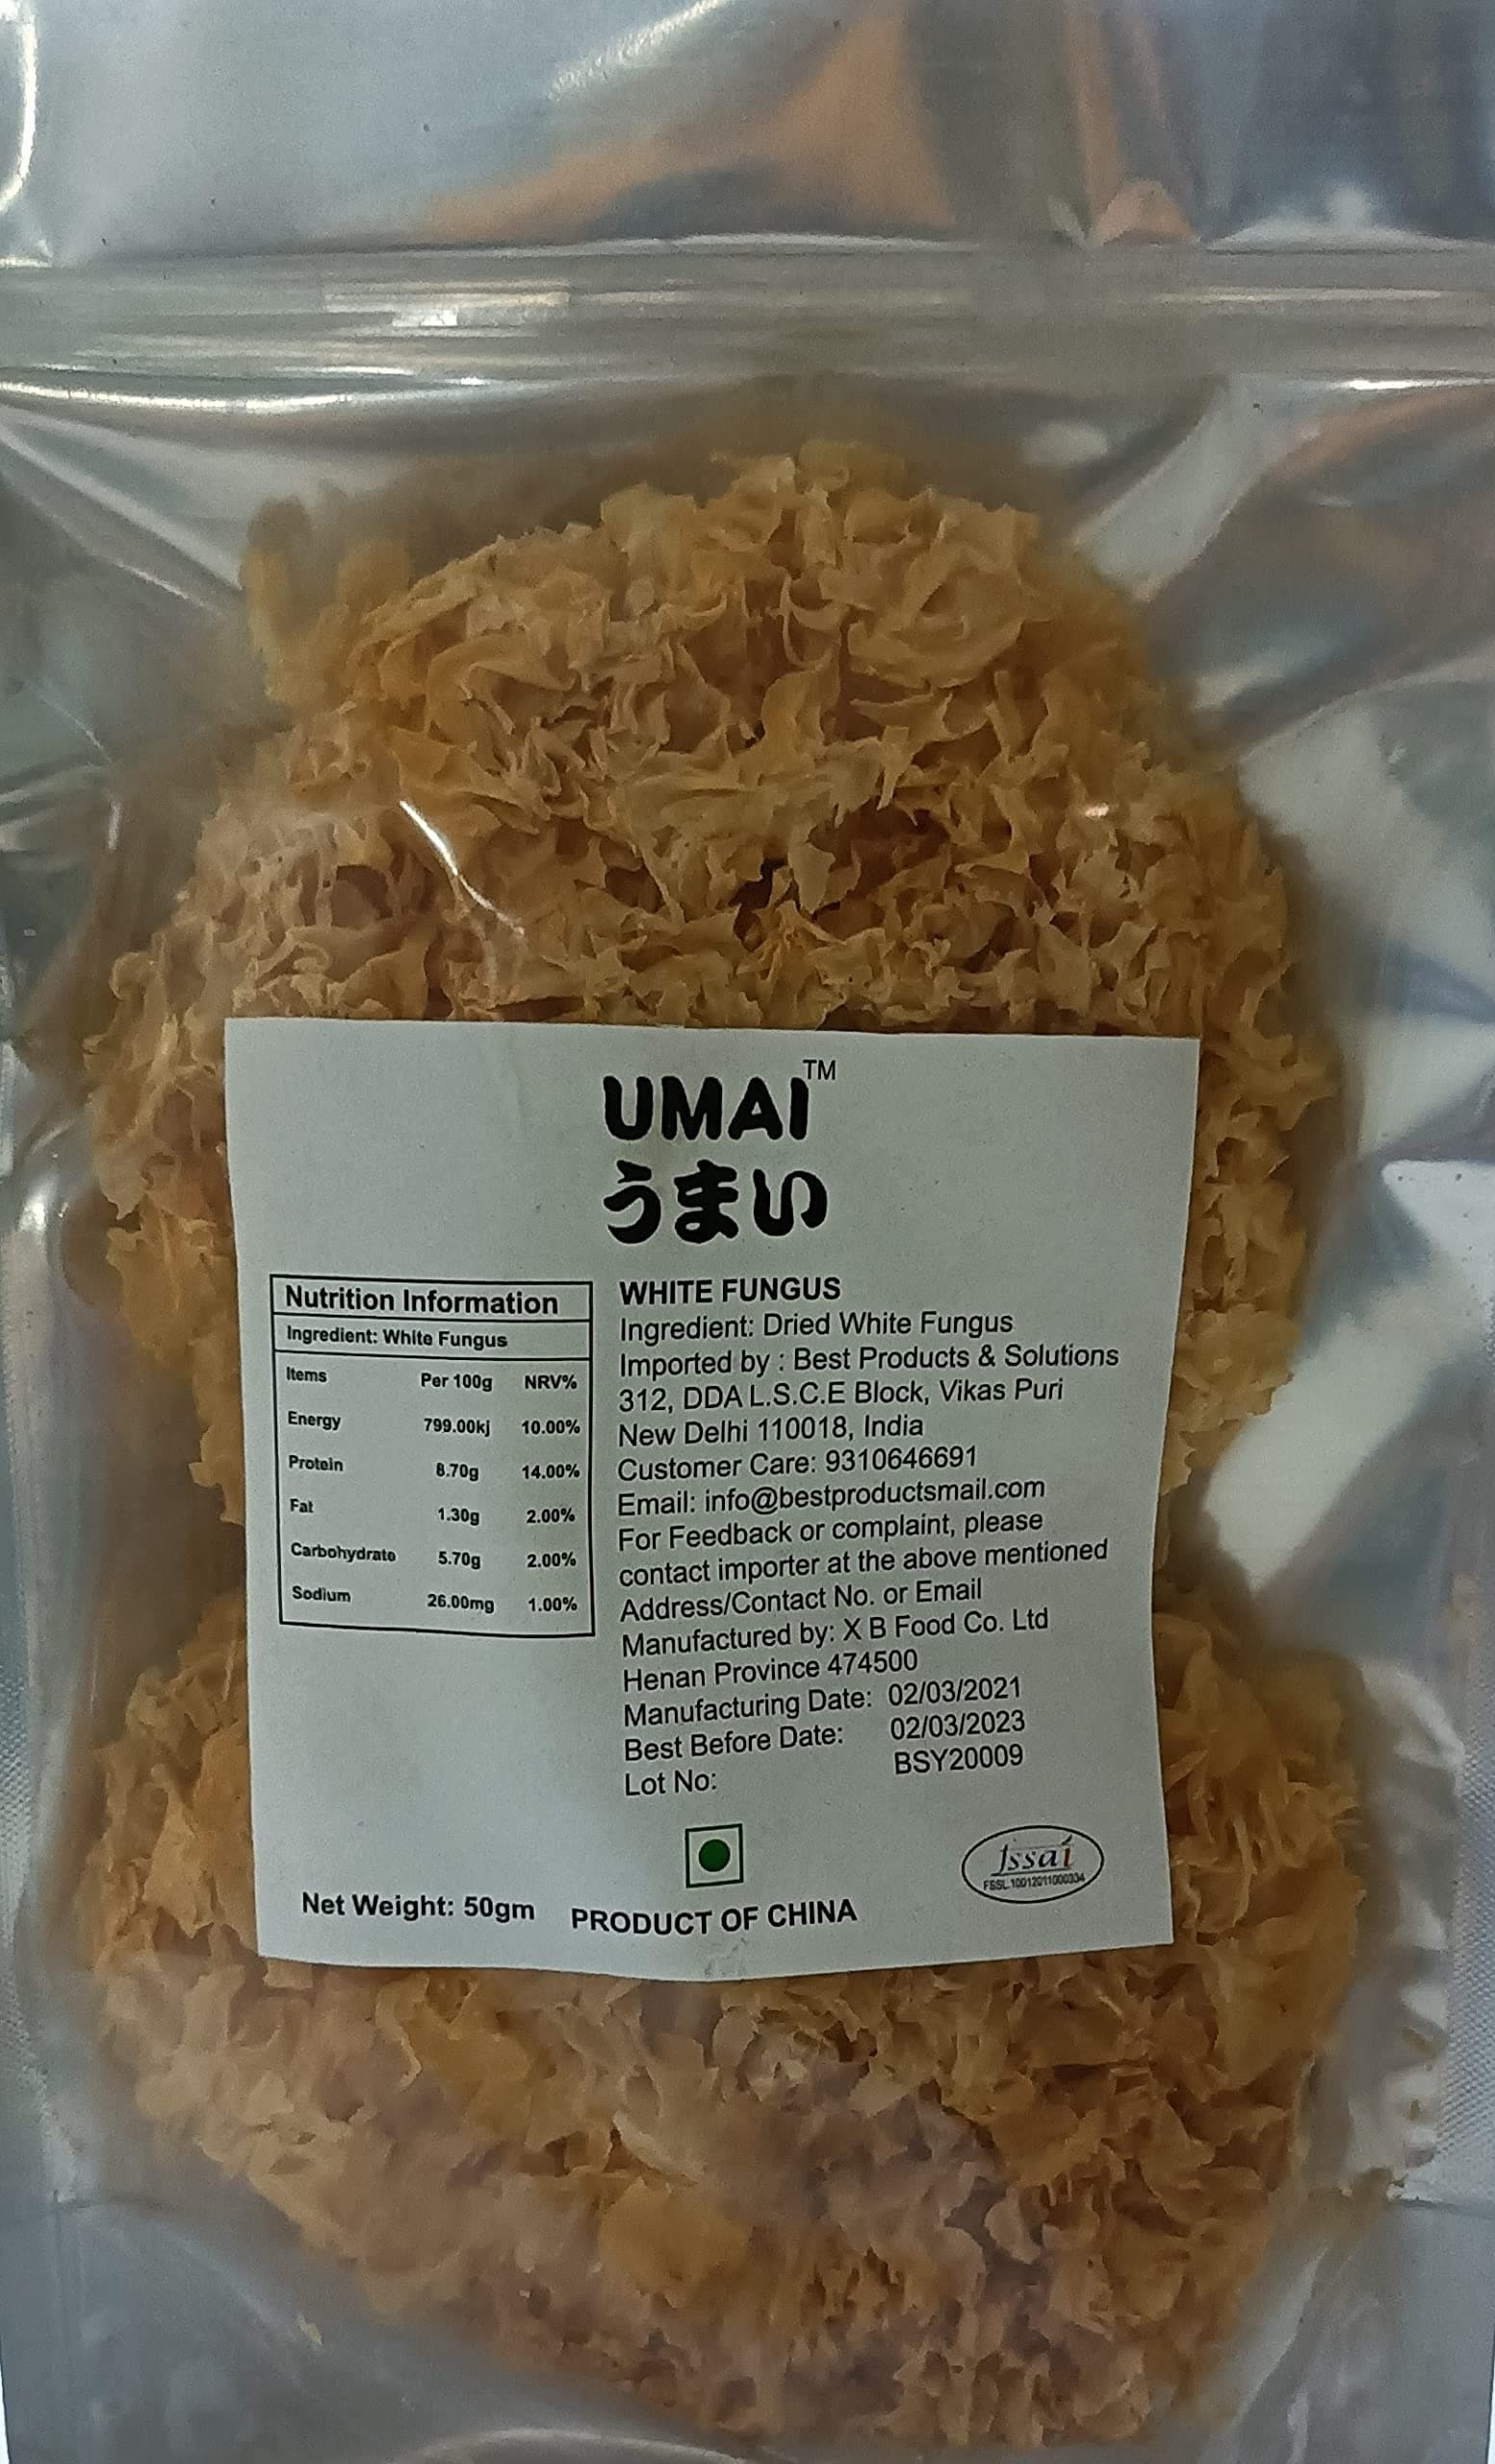 UMAI™
うまい
Nutrition Information
Ingredient: White Fungus
Items Per 100g NRV%
Energy 799.00kj 10.00%
Protein 8.70g 14.00%
Fat 1.30g 2.00%
Carbohydrate 5.70g 2.00%
Sodium 26.00mg 1.00%
WHITE FUNGUS
Ingredient: Dried White Fungus
Imported by : Best Products & Solutions
312, DDA L.S.C.E Block, Vikas Puri
New Delhi 110018, India
Customer Care: 9310646691
Email: info@bestproductsmail.com
For Feedback or complaint, please
contact importer at the above mentioned
Address/Contact No. or Email
Manufactured by: X B Food Co. Ltd
Henan Province 474500
Manufacturing Date: 02/03/2021
Best Before Date: 02/03/2023
Lot No: BSY20009
fssai
FSSL.10012011000334
Net Weight: 50gm
PRODUCT OF CHINA